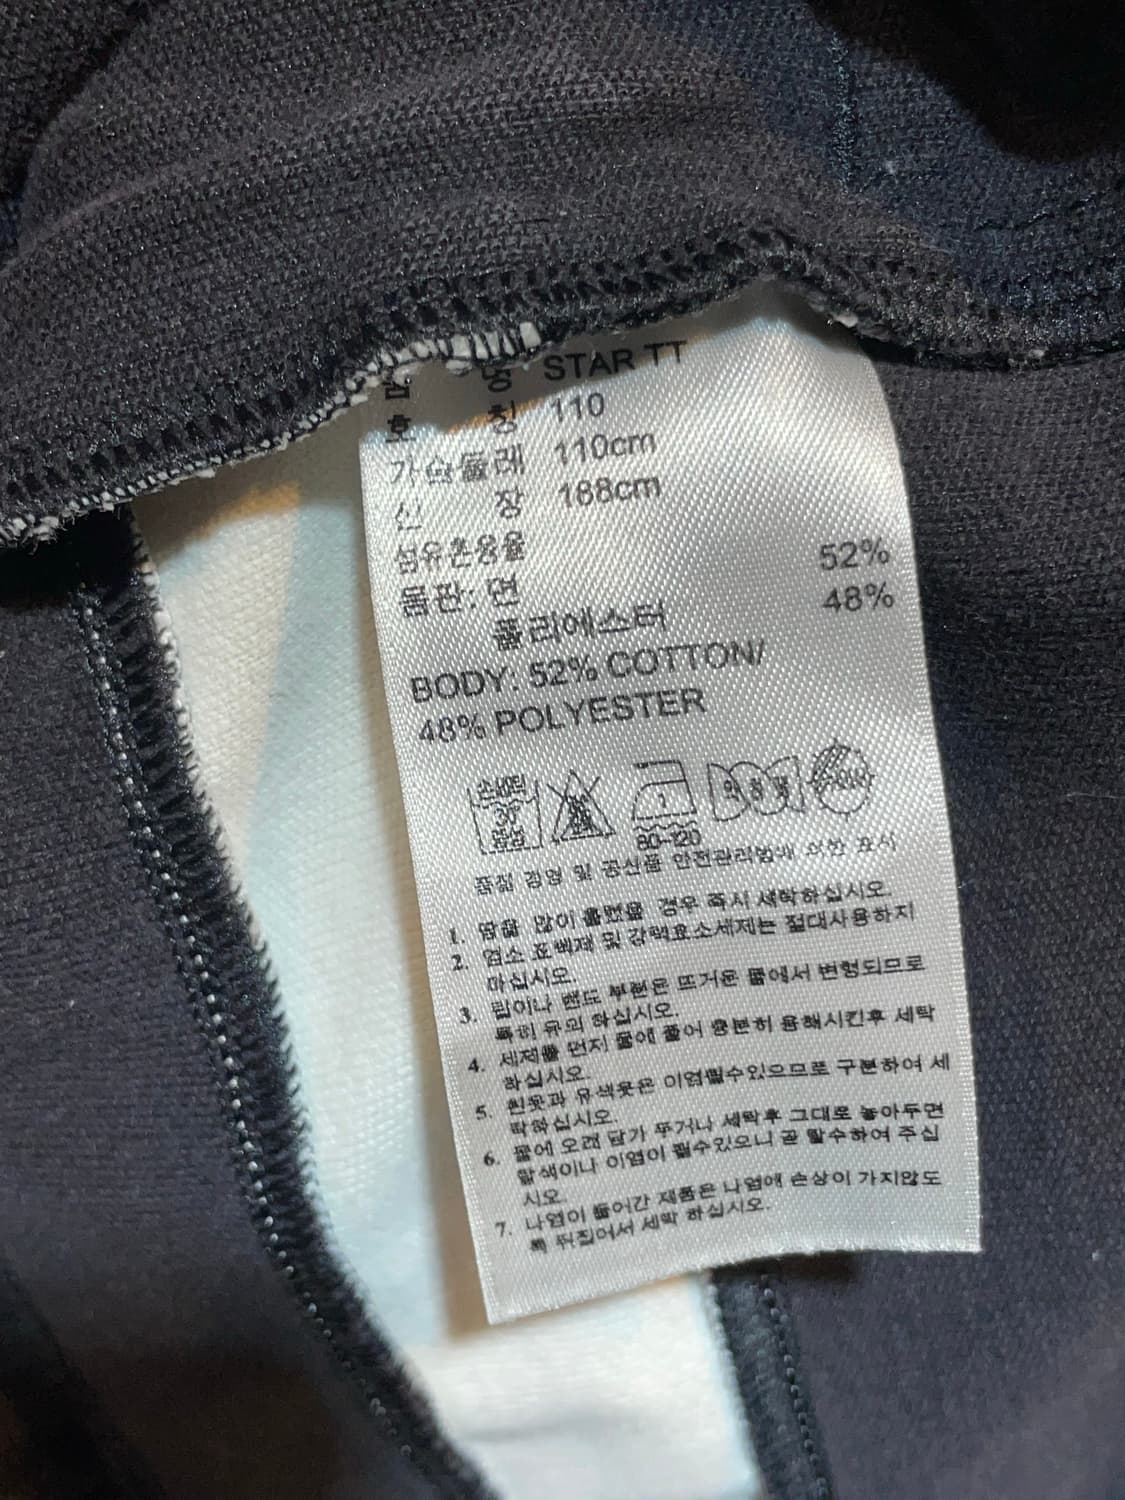 품 명 STAR TT
호 칭 110
가슴둘레 110cm
신 장 188cm
섬유혼용율
몸판: 면 52%
폴리에스터 48%
BODY: 52% COTTON/
48% POLYESTER
손세탁 중성
1
80~120
품질 경영 및 공산품 안전관리법에 의한 표시
1. 땀을 많이 흘렸을 경우 즉시 세탁하십시오.
2. 염소 표백제 및 강력효소세제는 절대사용하지
마십시오.
3. 립이나 밴드 부분은 뜨거운 물에서 변형되므로
특히 유의 하십시오.
4. 세제를 먼저 물에 풀어 충분히 용해시킨후 세탁
하십시오.
5. 흰옷과 유색옷은 이염될수있으므로 구분하여 세
탁하십시오.
6. 물에 오래 담가 두거나 세탁후 그대로 놓아두면
탈색이나 이염이 될수있으니 곧 탈수하여 주십
시오.
7. 나염이 들어간 제품은 나염에 손상이 가지않도
록 뒤집어서 세탁 하십시오.